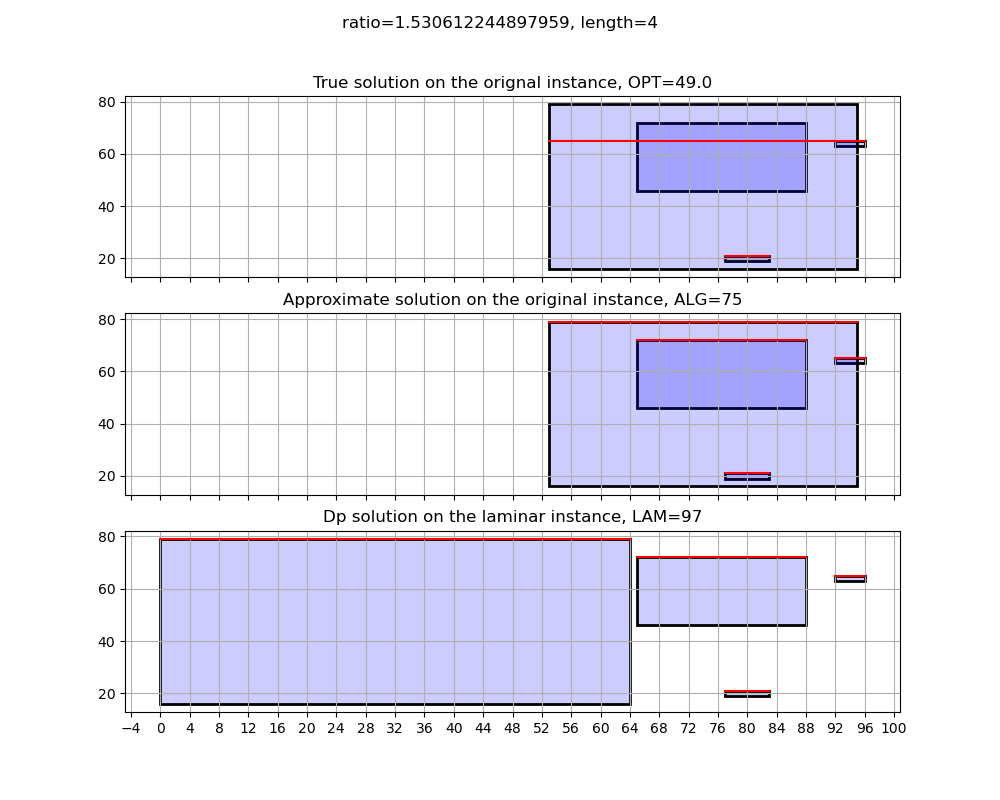 ratio=1.530612244897959, length=4
True solution on the orignal instance, OPT=49.0
80
60
40
20
Approximate solution on the original instance, ALG=75
80
60
40
20
Dp solution on the laminar instance, LAM=97
80
60
40
20
−4 0 4 8 12 16 20 24 28 32 36 40 44 48 52 56 60 64 68 72 76 80 84 88 92 96 100